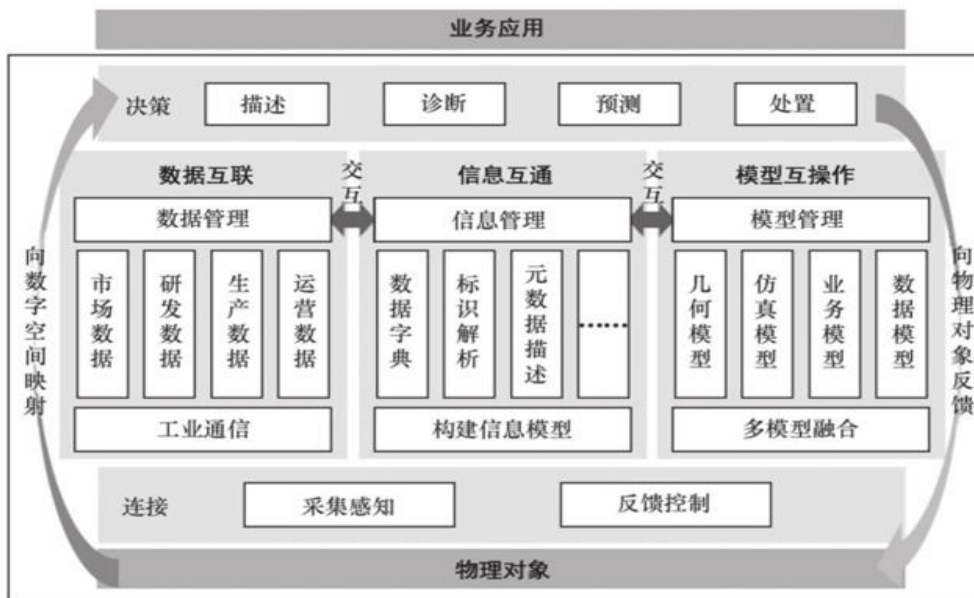 业务应用
决策
描述
诊断
预测
处置
数据互联
交互
信息互通
交互
模型互操作
数据管理
信息管理
模型管理
市场数据
研发数据
生产数据
运营数据
数据字典
标识解析
元数据描述
……
几何模型
仿真模型
业务模型
数据模型
工业通信
构建信息模型
多模型融合
向数字空间映射
向物理对象反馈
连接
采集感知
反馈控制
物理对象